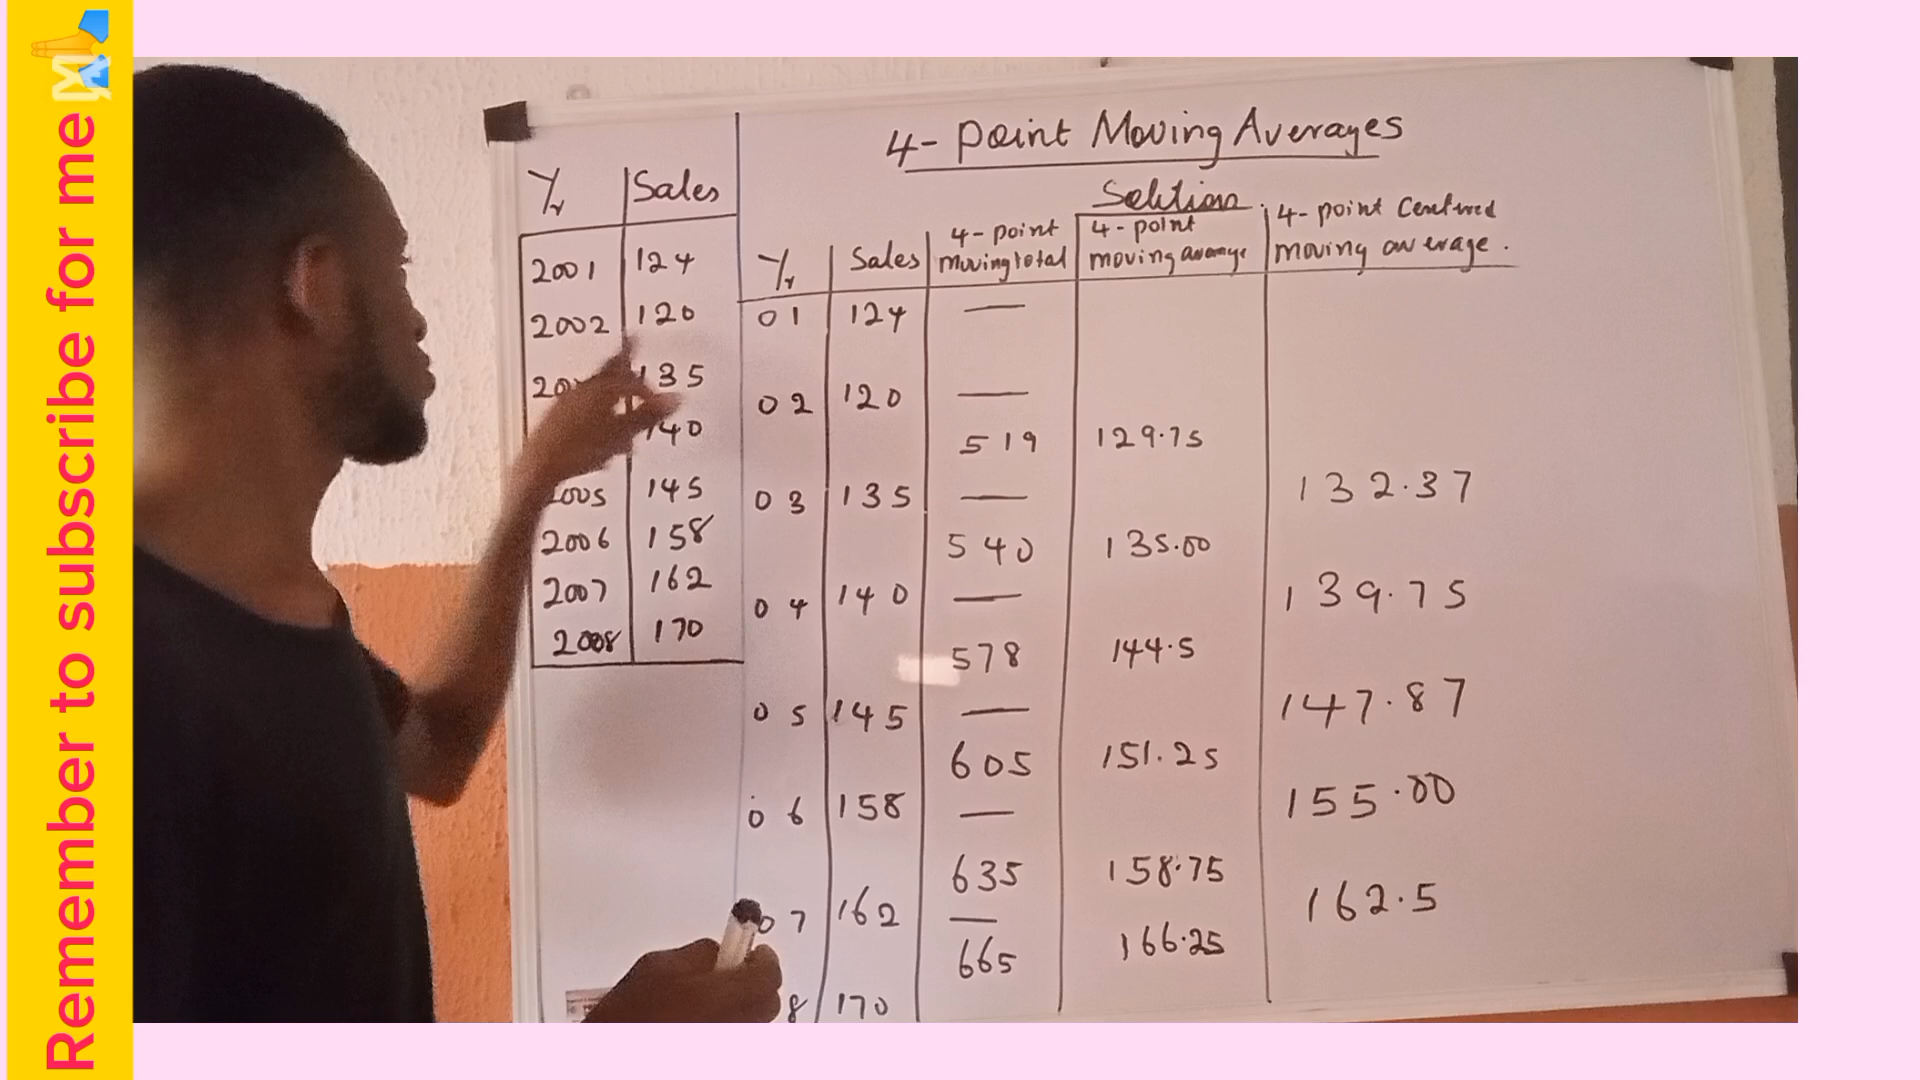 Remember to subscribe for me
4- Point Moving Averages
Yr Sales
2001 124
2002 120
135
140
2005 145
2006 158
2007 162
2008 170
Solution
Yr Sales 4-point Moving total 4-point moving average 4-point Centred moving average.
01 124 —
02 120 —
519 129.75
03 135 — 132.37
540 135.00
04 140 — 139.75
578 144.5
05 145 — 147.87
605 151.25
06 158 — 155.00
635 158.75
07 162 — 162.5
665 166.25
8 170